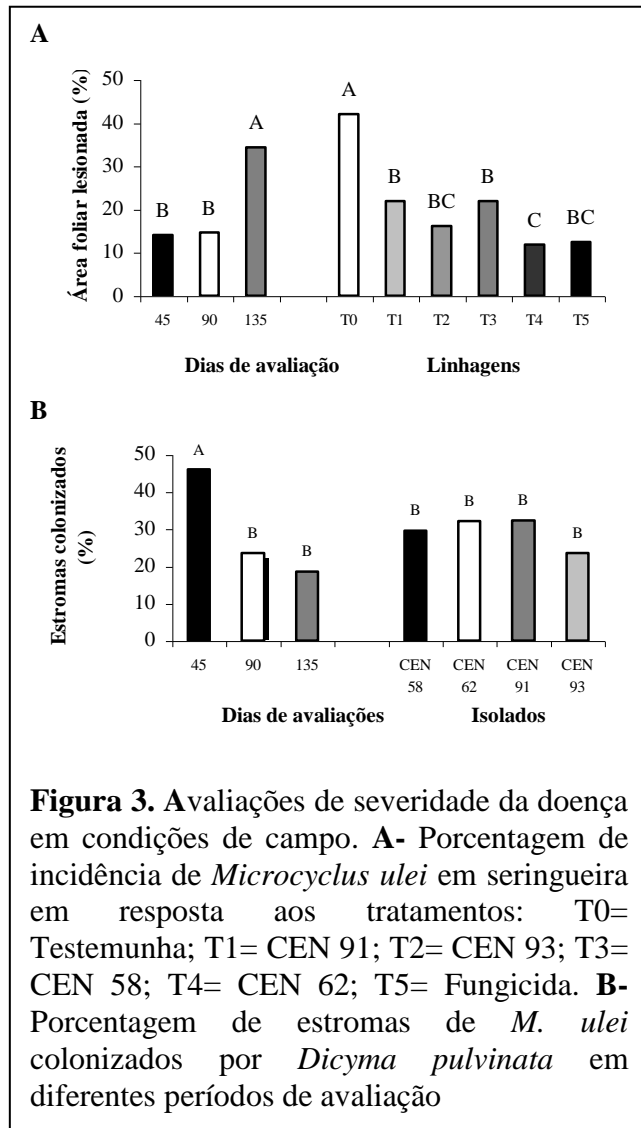 A
Área foliar lesionada (%)
50
40
30
20
10
0
B
B
A
A
B
BC
B
C
BC
45 90 135 T0 T1 T2 T3 T4 T5
Dias de avaliação Linhagens
B
Estromas colonizados
(%)
50
40
30
20
10
0
A
B
B
B
B
B
B
45 90 135 CEN CEN CEN CEN
58 62 91 93
Dias de avaliações Isolados
Figura 3. Avaliações de severidade da doença
em condições de campo. A- Porcentagem de
incidência de Microcyclus ulei em seringueira
em resposta aos tratamentos: T0=
Testemunha; T1= CEN 91; T2= CEN 93; T3=
CEN 58; T4= CEN 62; T5= Fungicida. B-
Porcentagem de estromas de M. ulei
colonizados por Dicyma pulvinata em
diferentes períodos de avaliação